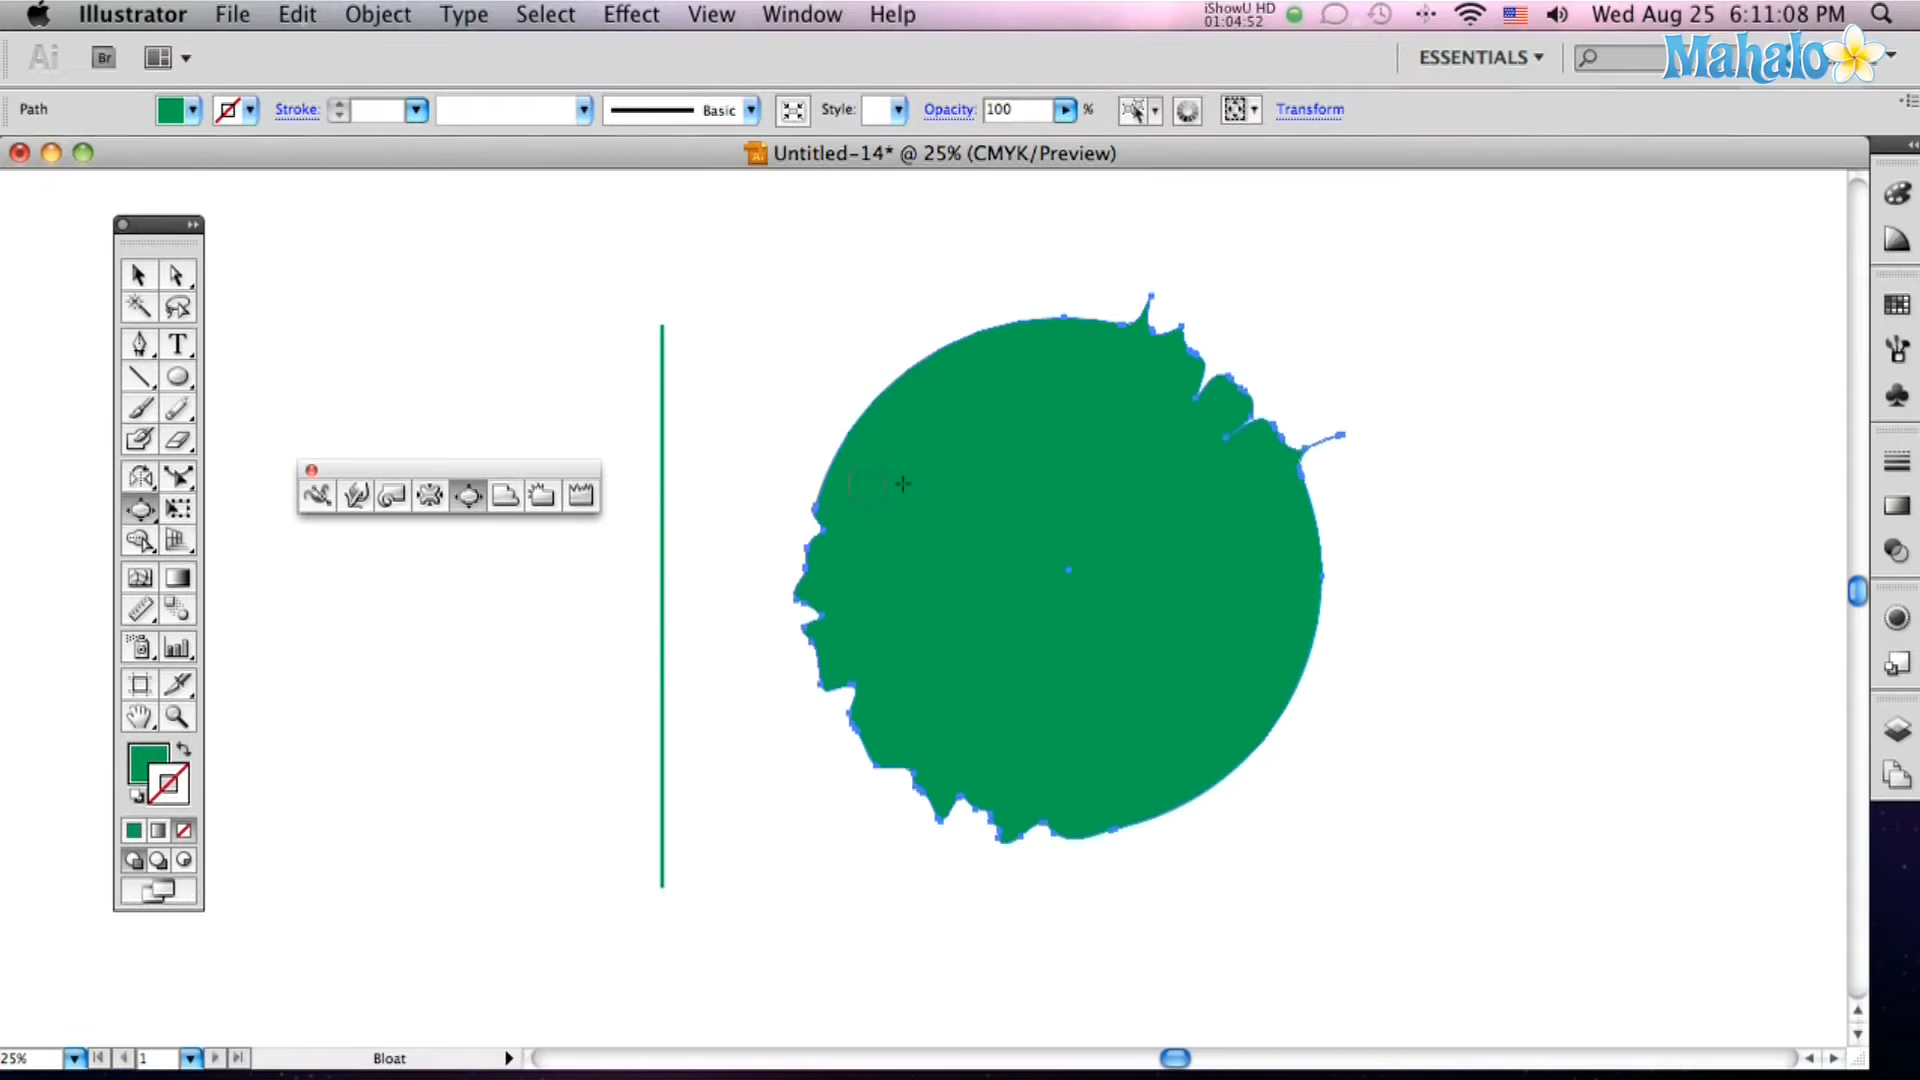 Illustrator File Edit Object Type Select Effect View Window Help iShowU HD 01:04:52 Wed Aug 25 6:11:08 PM
Ai Br ESSENTIALS Mahalo
Path Stroke: Basic Style: Opacity: 100 % Transform
Untitled-14* @ 25% (CMYK/Preview)
T
25% 1 Bloat